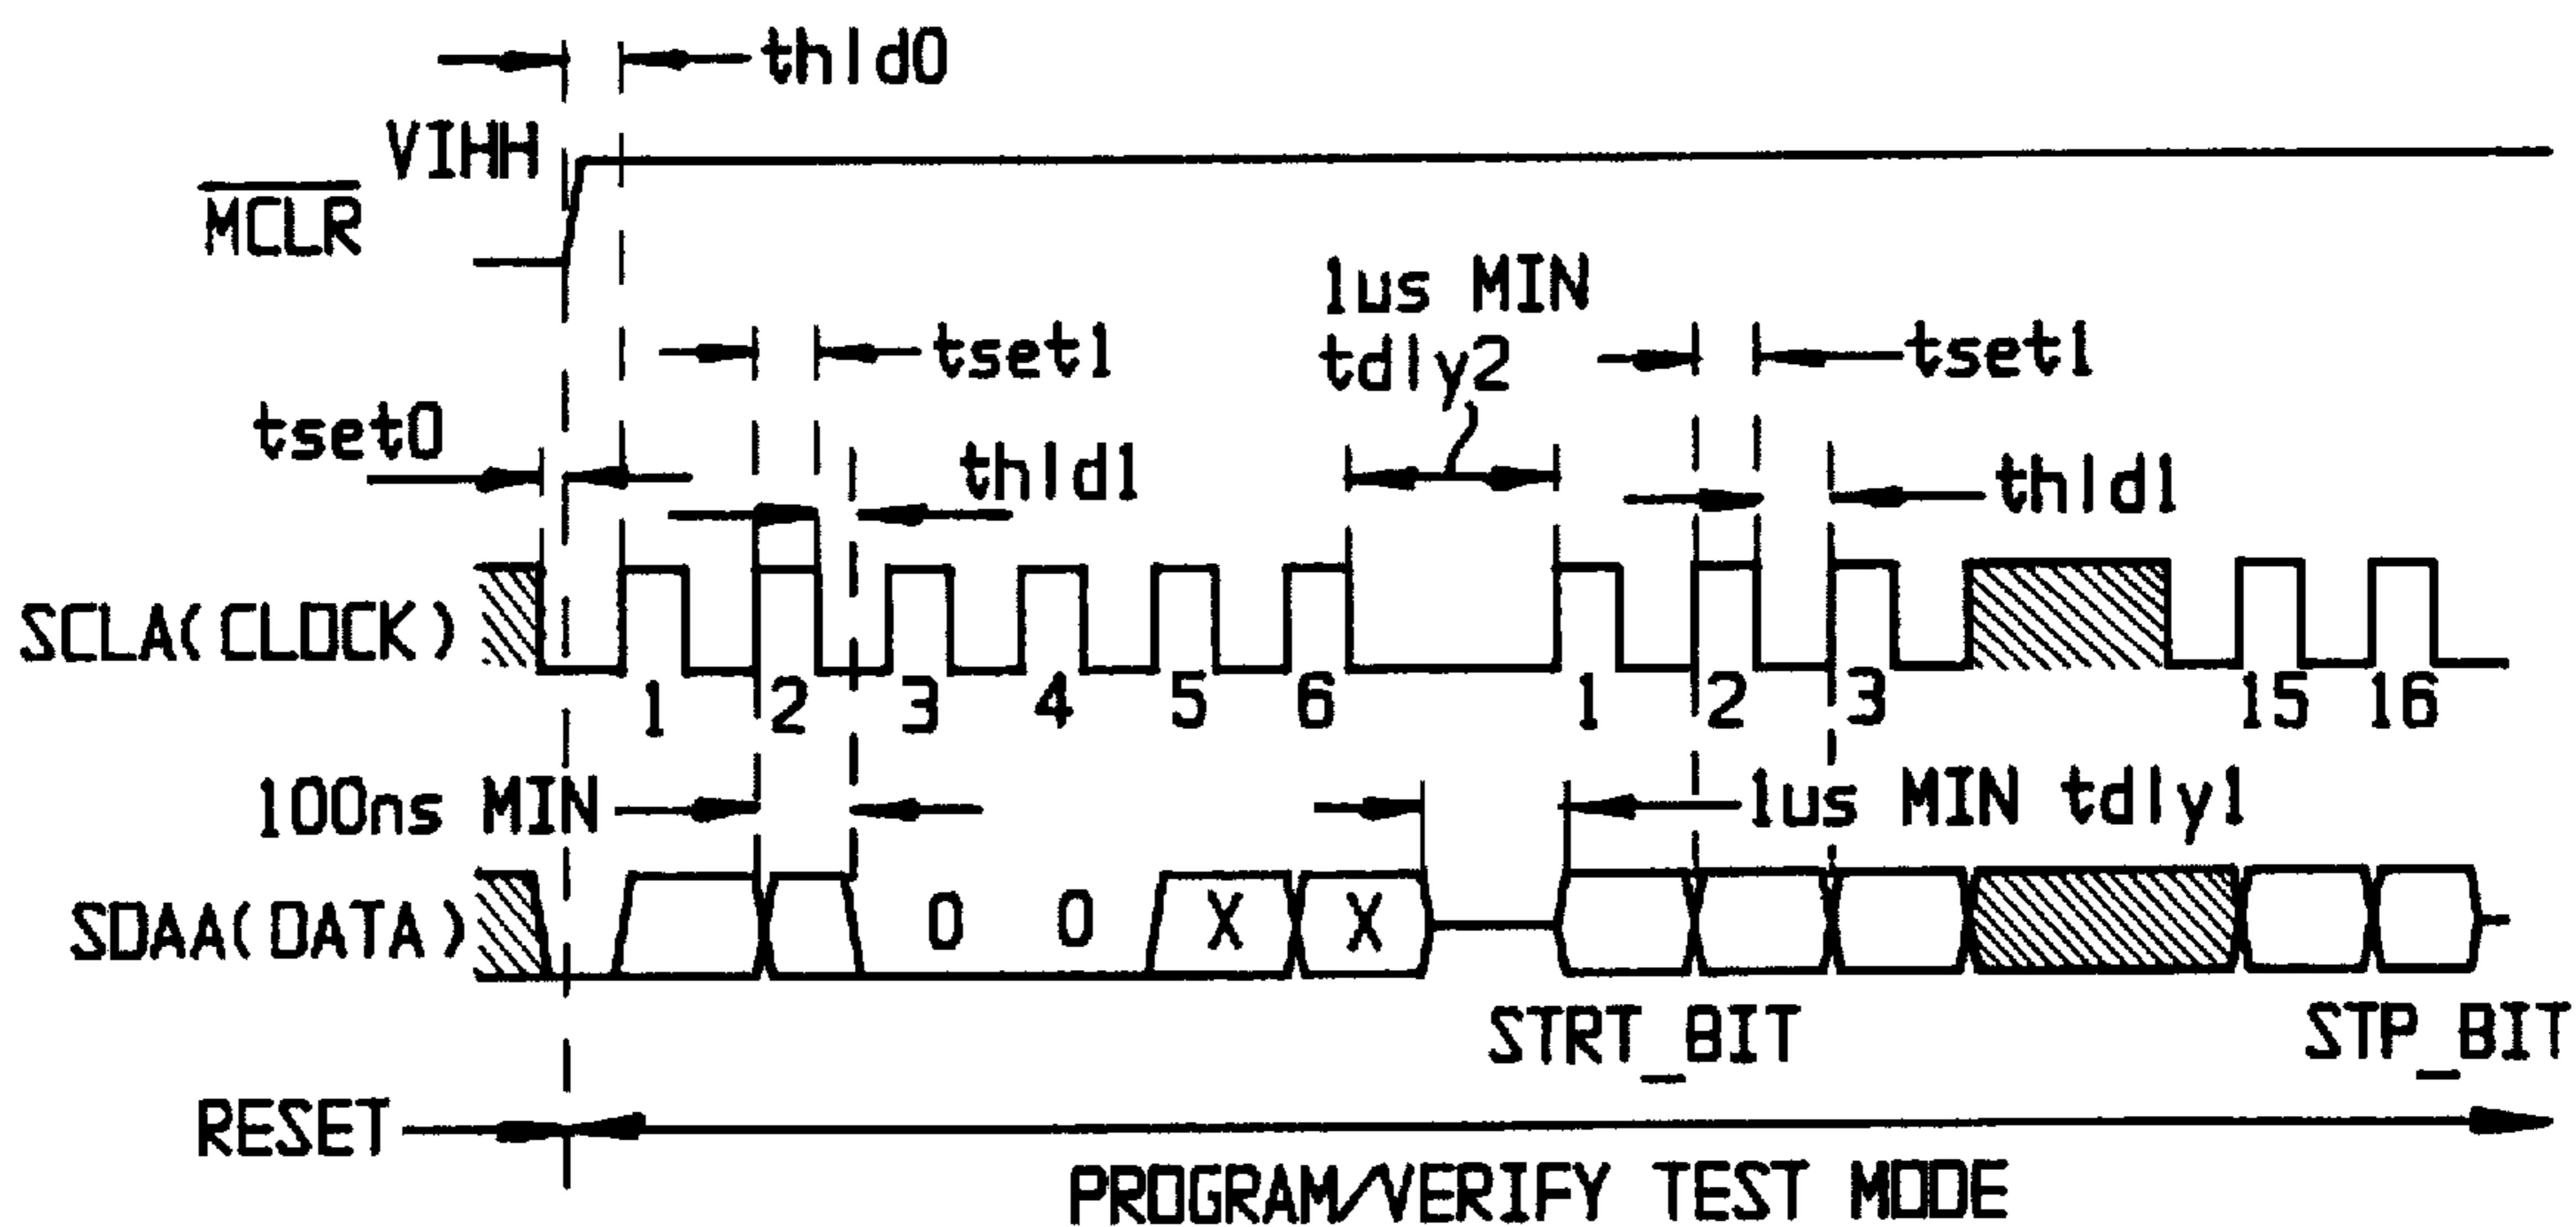 thld0
VIHH
MCLR
1us MIN
tset1
tdly2
tset1
tset0
thld1
thld1
SCLA(CLOCK)
1 2 3 4 5 6 1 2 3 15 16
100ns MIN
1us MIN tdly1
SDAA(DATA)
0 0 X X
STRT_BIT
STP_BIT
RESET
PROGRAM/VERIFY TEST MODE